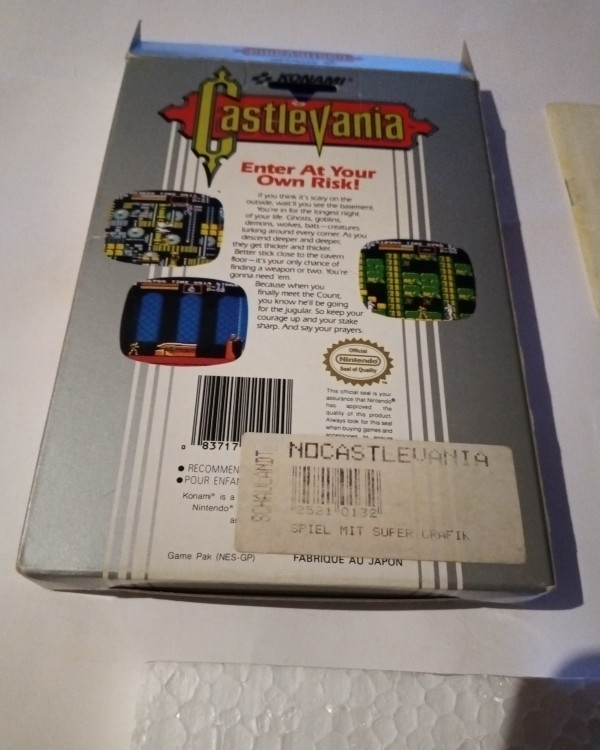 KONAMI®
Castlevania
Enter At Your
Own Risk!
If you think it's scary on the
outside, wait'll you see the basement.
You're in for the longest night
of your life. Ghosts, goblins,
demons, wolves, bats—creatures
lurking around every corner. As you
descend deeper and deeper,
they get thicker and thicker.
Better stick close to the cavern
floor—it's your only chance of
finding a weapon or two. You're
gonna need 'em.
Because when you
finally meet the Count,
you know he'll be going
for the jugular. So keep your
courage up and your stake
sharp. And say your prayers.
Official
Nintendo
Seal of Quality
This official seal is your
assurance that Nintendo®
has approved the
quality of this product.
Always look for this seal
when buying games and
accessories to ensure
0 83717
• RECOMMEN
• POUR ENFAN
Konami® is a
Nintendo®
SCHAULANDT
NOCASTLEVANIA
2521 0132
SPIEL MIT SUPER GRAFIK
Game Pak (NES-GP)
FABRIQUE AU JAPON